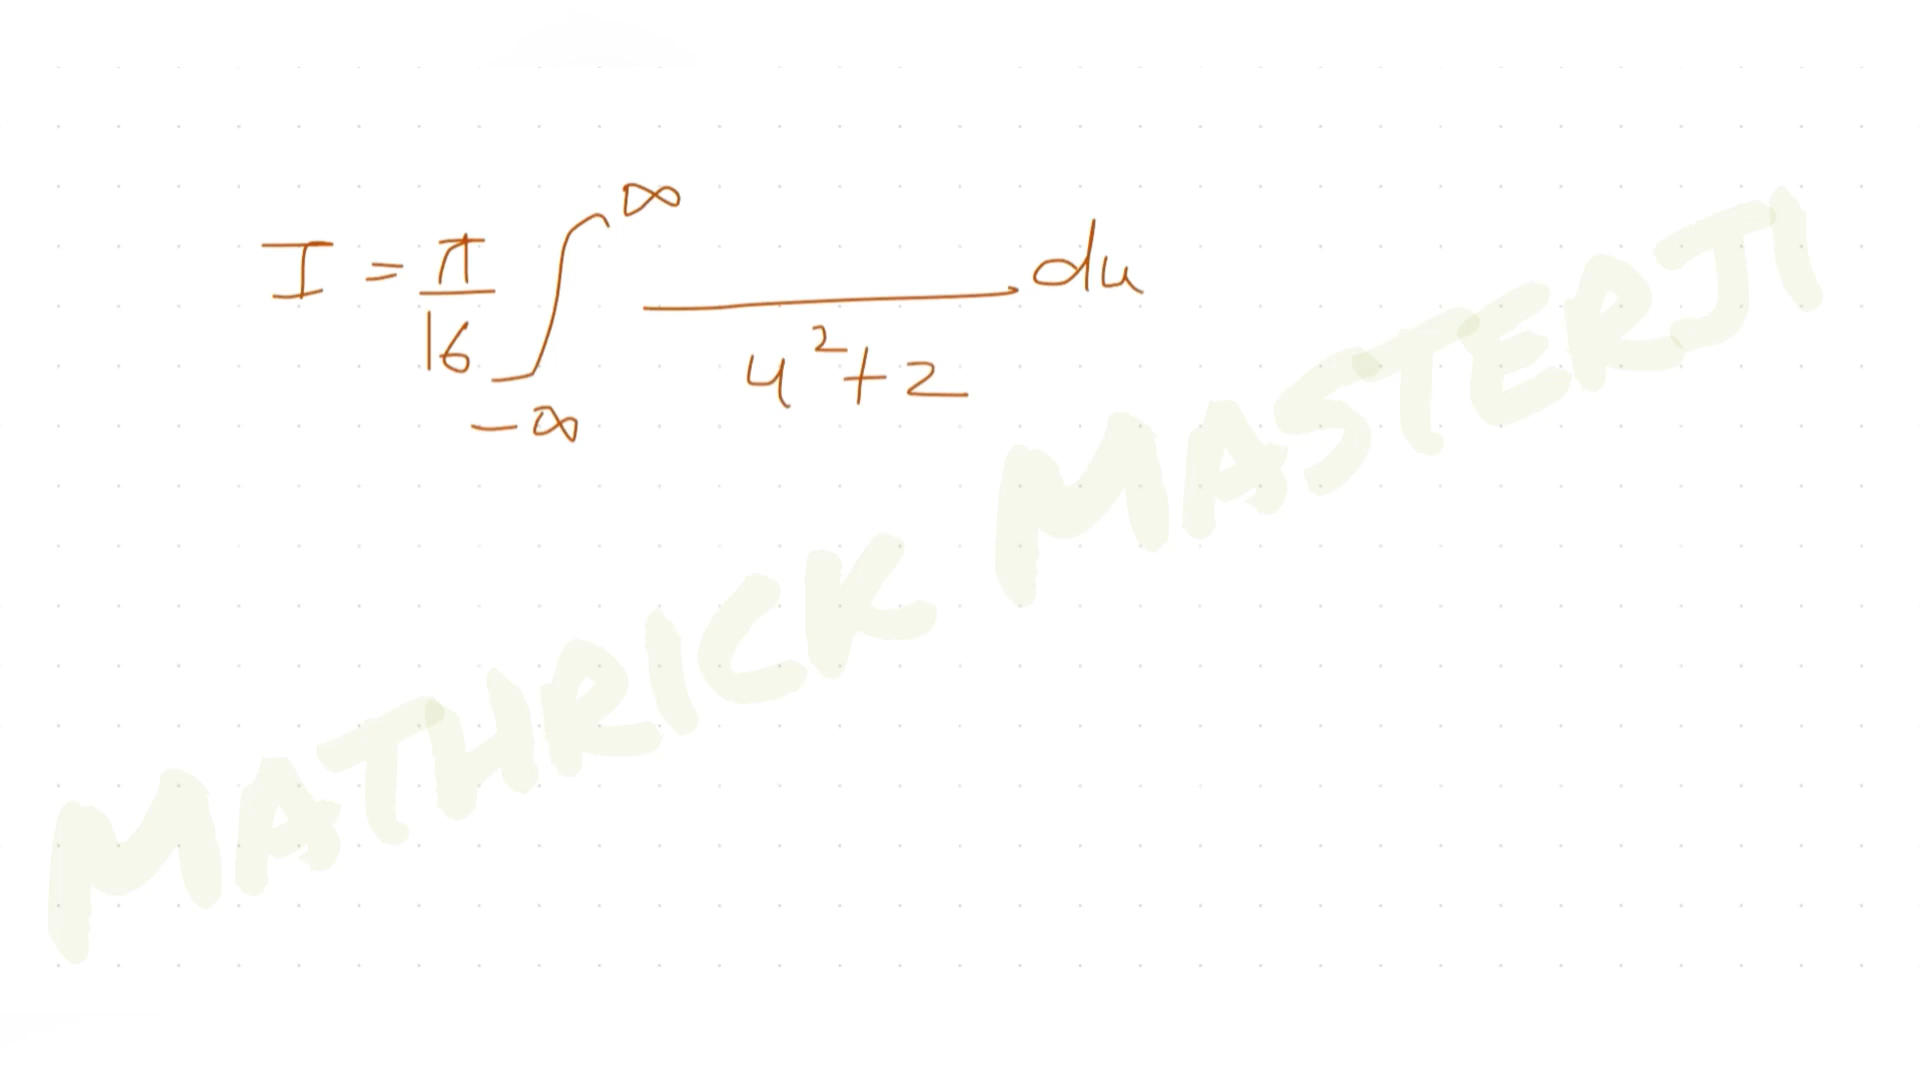 I = π/16 ∫_{-∞}^{∞} ———/(u²+2) du
MATHRICK MASTERJI